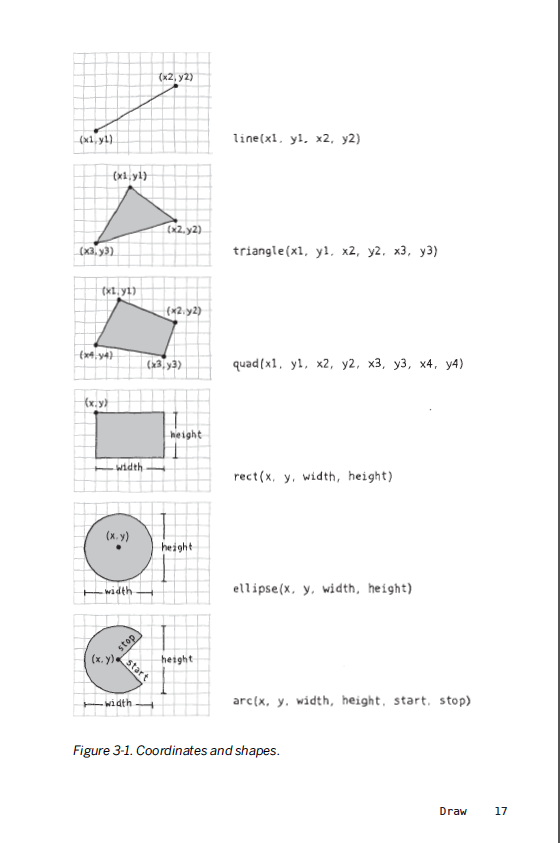 (x2,y2)
(x1,y1)
line(x1, y1, x2, y2)
(x1,y1)
(x2,y2)
(x3,y3)
triangle(x1, y1, x2, y2, x3, y3)
(x1,y1)
(x2,y2)
(x4,y4)
(x3,y3)
quad(x1, y1, x2, y2, x3, y3, x4, y4)
(x,y)
height
width
rect(x, y, width, height)
(x,y)
height
width
ellipse(x, y, width, height)
stop
(x,y)
start
height
width
arc(x, y, width, height, start, stop)
Figure 3-1. Coordinates and shapes.
Draw 17